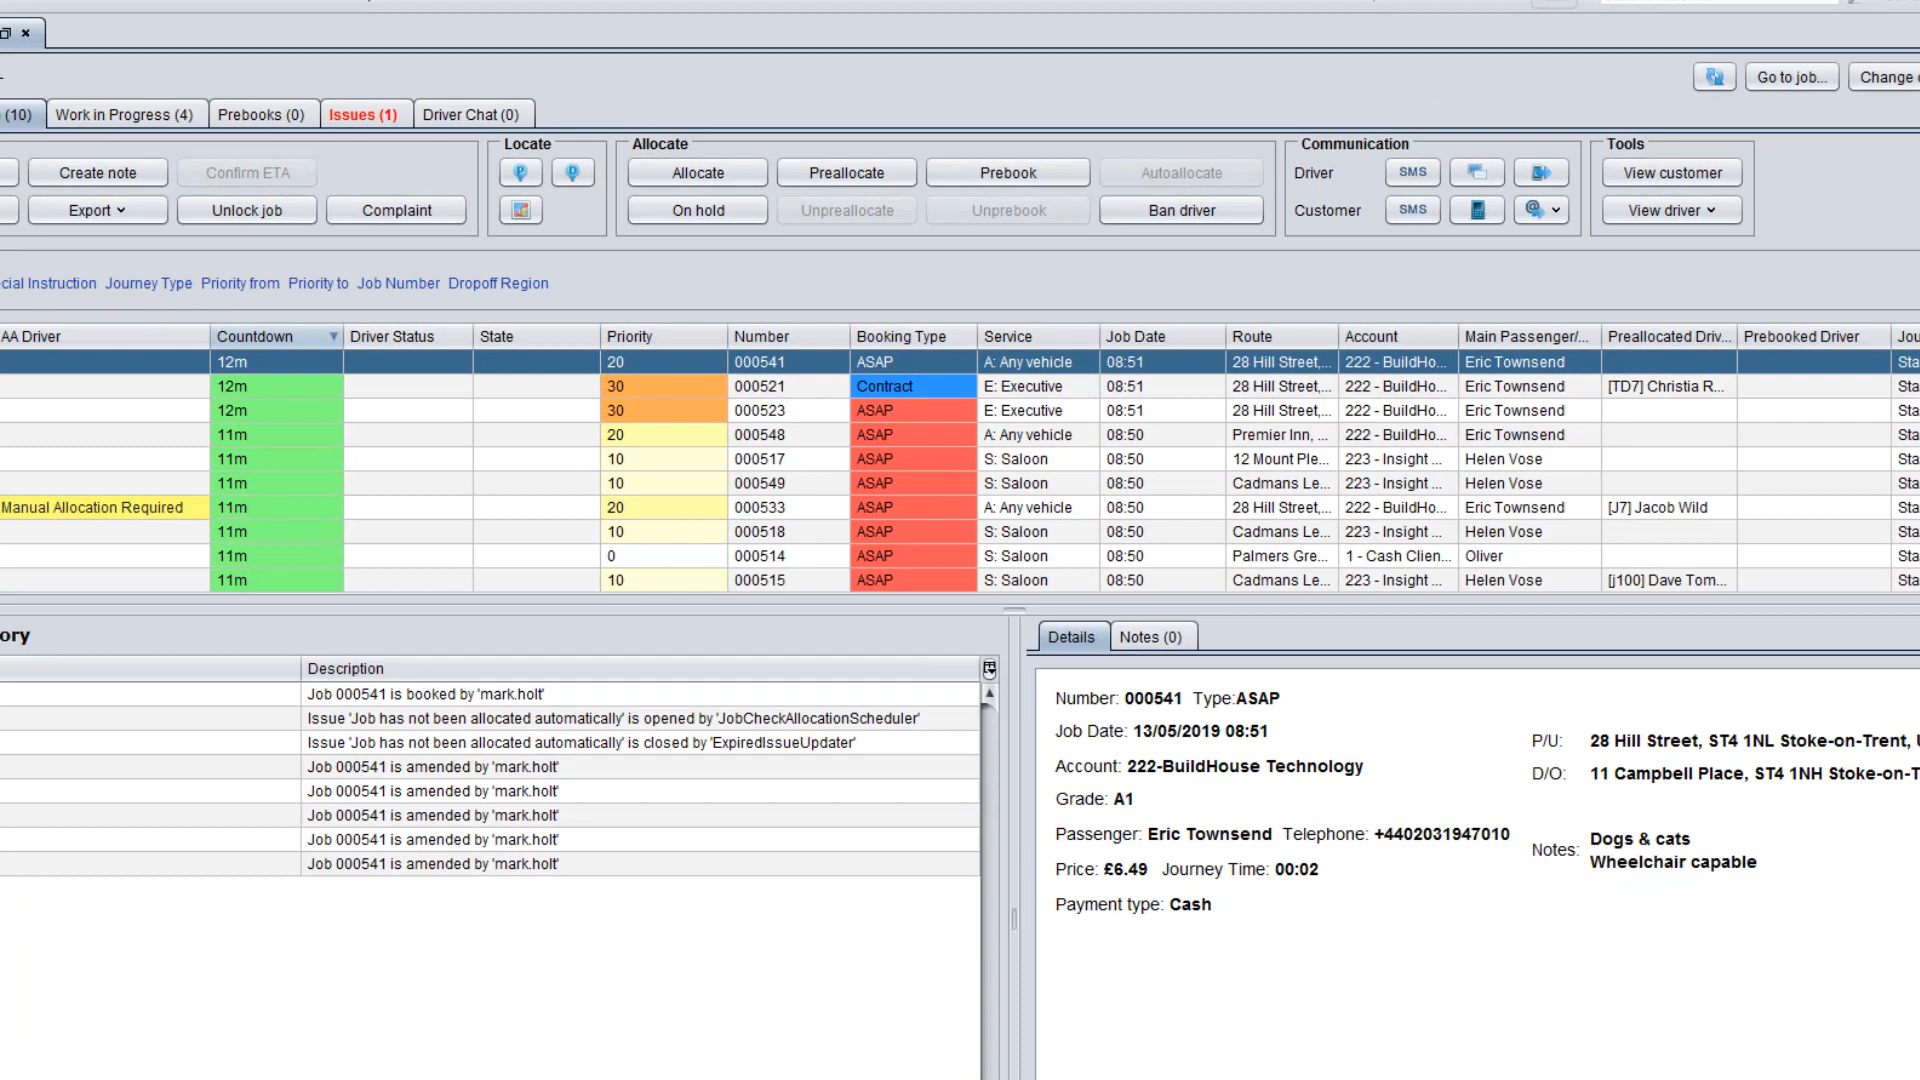 (10) Work in Progress (4) Prebooks (0) Issues (1) Driver Chat (0)
Go to job... Change
Locate Allocate Communication Tools
Create note Confirm ETA Allocate Preallocate Prebook Autoallocate Driver SMS View customer
Export Unlock job Complaint On hold Unpreallocate Unprebook Ban driver Customer SMS View driver
cial Instruction Journey Type Priority from Priority to Job Number Dropoff Region
AA Driver Countdown Driver Status State Priority Number Booking Type Service Job Date Route Account Main Passenger/... Preallocated Driv... Prebooked Driver Jou
12m 20 000541 ASAP A: Any vehicle 08:51 28 Hill Street,... 222 - BuildHo... Eric Townsend Sta
12m 30 000521 Contract E: Executive 08:51 28 Hill Street,... 222 - BuildHo... Eric Townsend [TD7] Christia R... Sta
12m 30 000523 ASAP E: Executive 08:51 28 Hill Street,... 222 - BuildHo... Eric Townsend Sta
11m 20 000548 ASAP A: Any vehicle 08:50 Premier Inn, ... 222 - BuildHo... Eric Townsend Sta
11m 10 000517 ASAP S: Saloon 08:50 12 Mount Ple... 223 - Insight ... Helen Vose Sta
11m 10 000549 ASAP S: Saloon 08:50 Cadmans Le... 223 - Insight ... Helen Vose Sta
Manual Allocation Required 11m 20 000533 ASAP A: Any vehicle 08:50 28 Hill Street,... 222 - BuildHo... Eric Townsend [J7] Jacob Wild Sta
11m 10 000518 ASAP S: Saloon 08:50 Cadmans Le... 223 - Insight ... Helen Vose Sta
11m 0 000514 ASAP S: Saloon 08:50 Palmers Gre... 1 - Cash Clien... Oliver Sta
11m 10 000515 ASAP S: Saloon 08:50 Cadmans Le... 223 - Insight ... Helen Vose [j100] Dave Tom... Sta
ory
Description
Job 000541 is booked by 'mark.holt'
Issue 'Job has not been allocated automatically' is opened by 'JobCheckAllocationScheduler'
Issue 'Job has not been allocated automatically' is closed by 'ExpiredIssueUpdater'
Job 000541 is amended by 'mark.holt'
Job 000541 is amended by 'mark.holt'
Job 000541 is amended by 'mark.holt'
Job 000541 is amended by 'mark.holt'
Job 000541 is amended by 'mark.holt'
Details Notes (0)
Number: 000541 Type:ASAP
Job Date: 13/05/2019 08:51
Account: 222-BuildHouse Technology
Grade: A1
Passenger: Eric Townsend Telephone: +4402031947010
Price: £6.49 Journey Time: 00:02
Payment type: Cash
P/U: 28 Hill Street, ST4 1NL Stoke-on-Trent,
D/O: 11 Campbell Place, ST4 1NH Stoke-on-T
Notes: Dogs & cats
Wheelchair capable